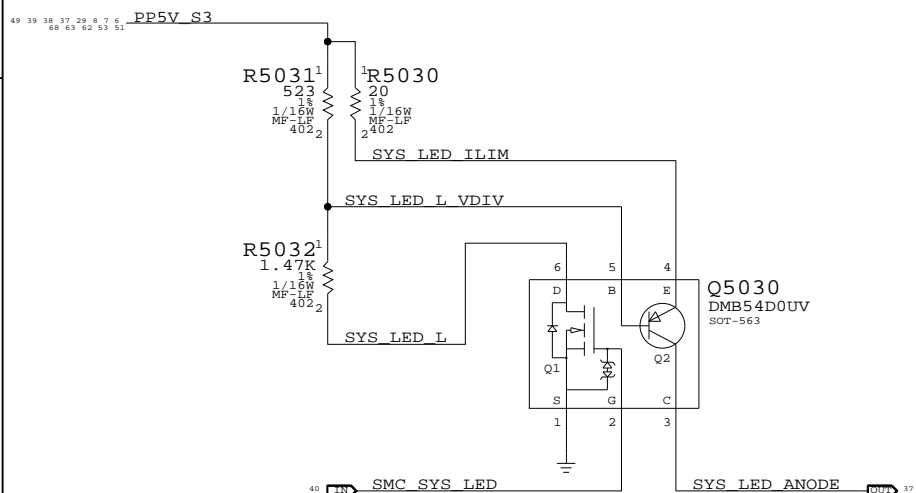 49 39 38 37 29 8 7 6 PP5V_S3
68 63 62 53 51
R5031 1
523
1%
1/16W
MF-LF
402 2
1 R5030
20
1%
1/16W
MF-LF
2 402
SYS_LED_ILIM
SYS_LED_L_VDIV
R5032 1
1.47K
1%
1/16W
MF-LF
402 2
SYS_LED_L
6 5 4
D B E
Q5030
DMB54D0UV
SOT-563
Q1 Q2
S G C
1 2 3
40 IN SMC_SYS_LED
SYS_LED_ANODE OUT 37